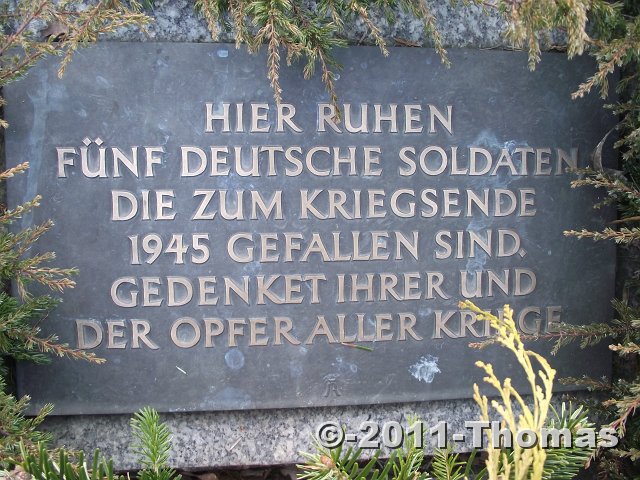 HIER RUHEN
FÜNF DEUTSCHE SOLDATEN
DIE ZUM KRIEGSENDE
1945 GEFALLEN SIND.
GEDENKET IHRER UND
DER OPFER ALLER KRIEGE
©-2011-Thomas